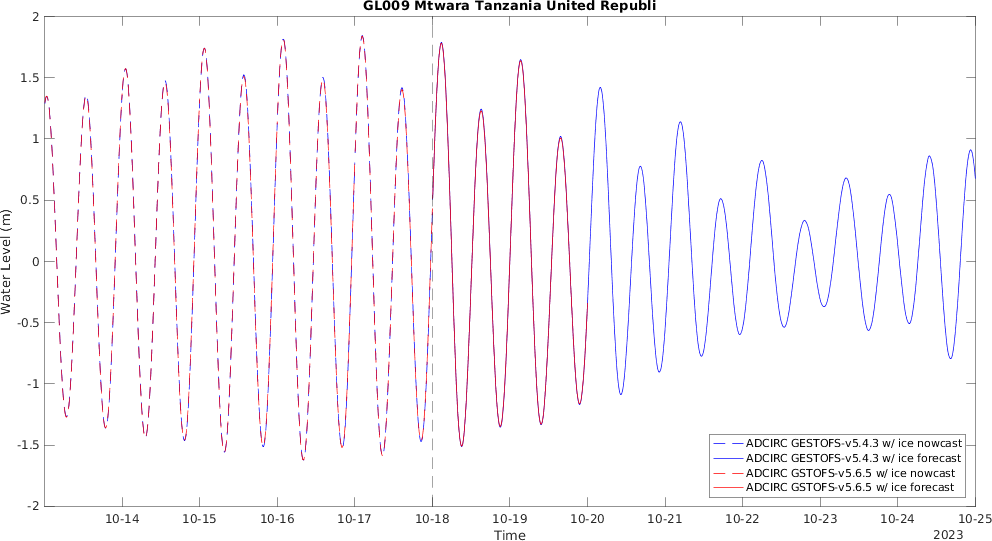 GL009 Mtwara Tanzania United Republi
2
1.5
1
0.5
0
-0.5
-1
-1.5
-2
Water Level (m)
10-14 10-15 10-16 10-17 10-18 10-19 10-20 10-21 10-22 10-23 10-24 10-25
Time
2023
ADCIRC GESTOFS-v5.4.3 w/ ice nowcast
ADCIRC GESTOFS-v5.4.3 w/ ice forecast
ADCIRC GSTOFS-v5.6.5 w/ ice nowcast
ADCIRC GSTOFS-v5.6.5 w/ ice forecast